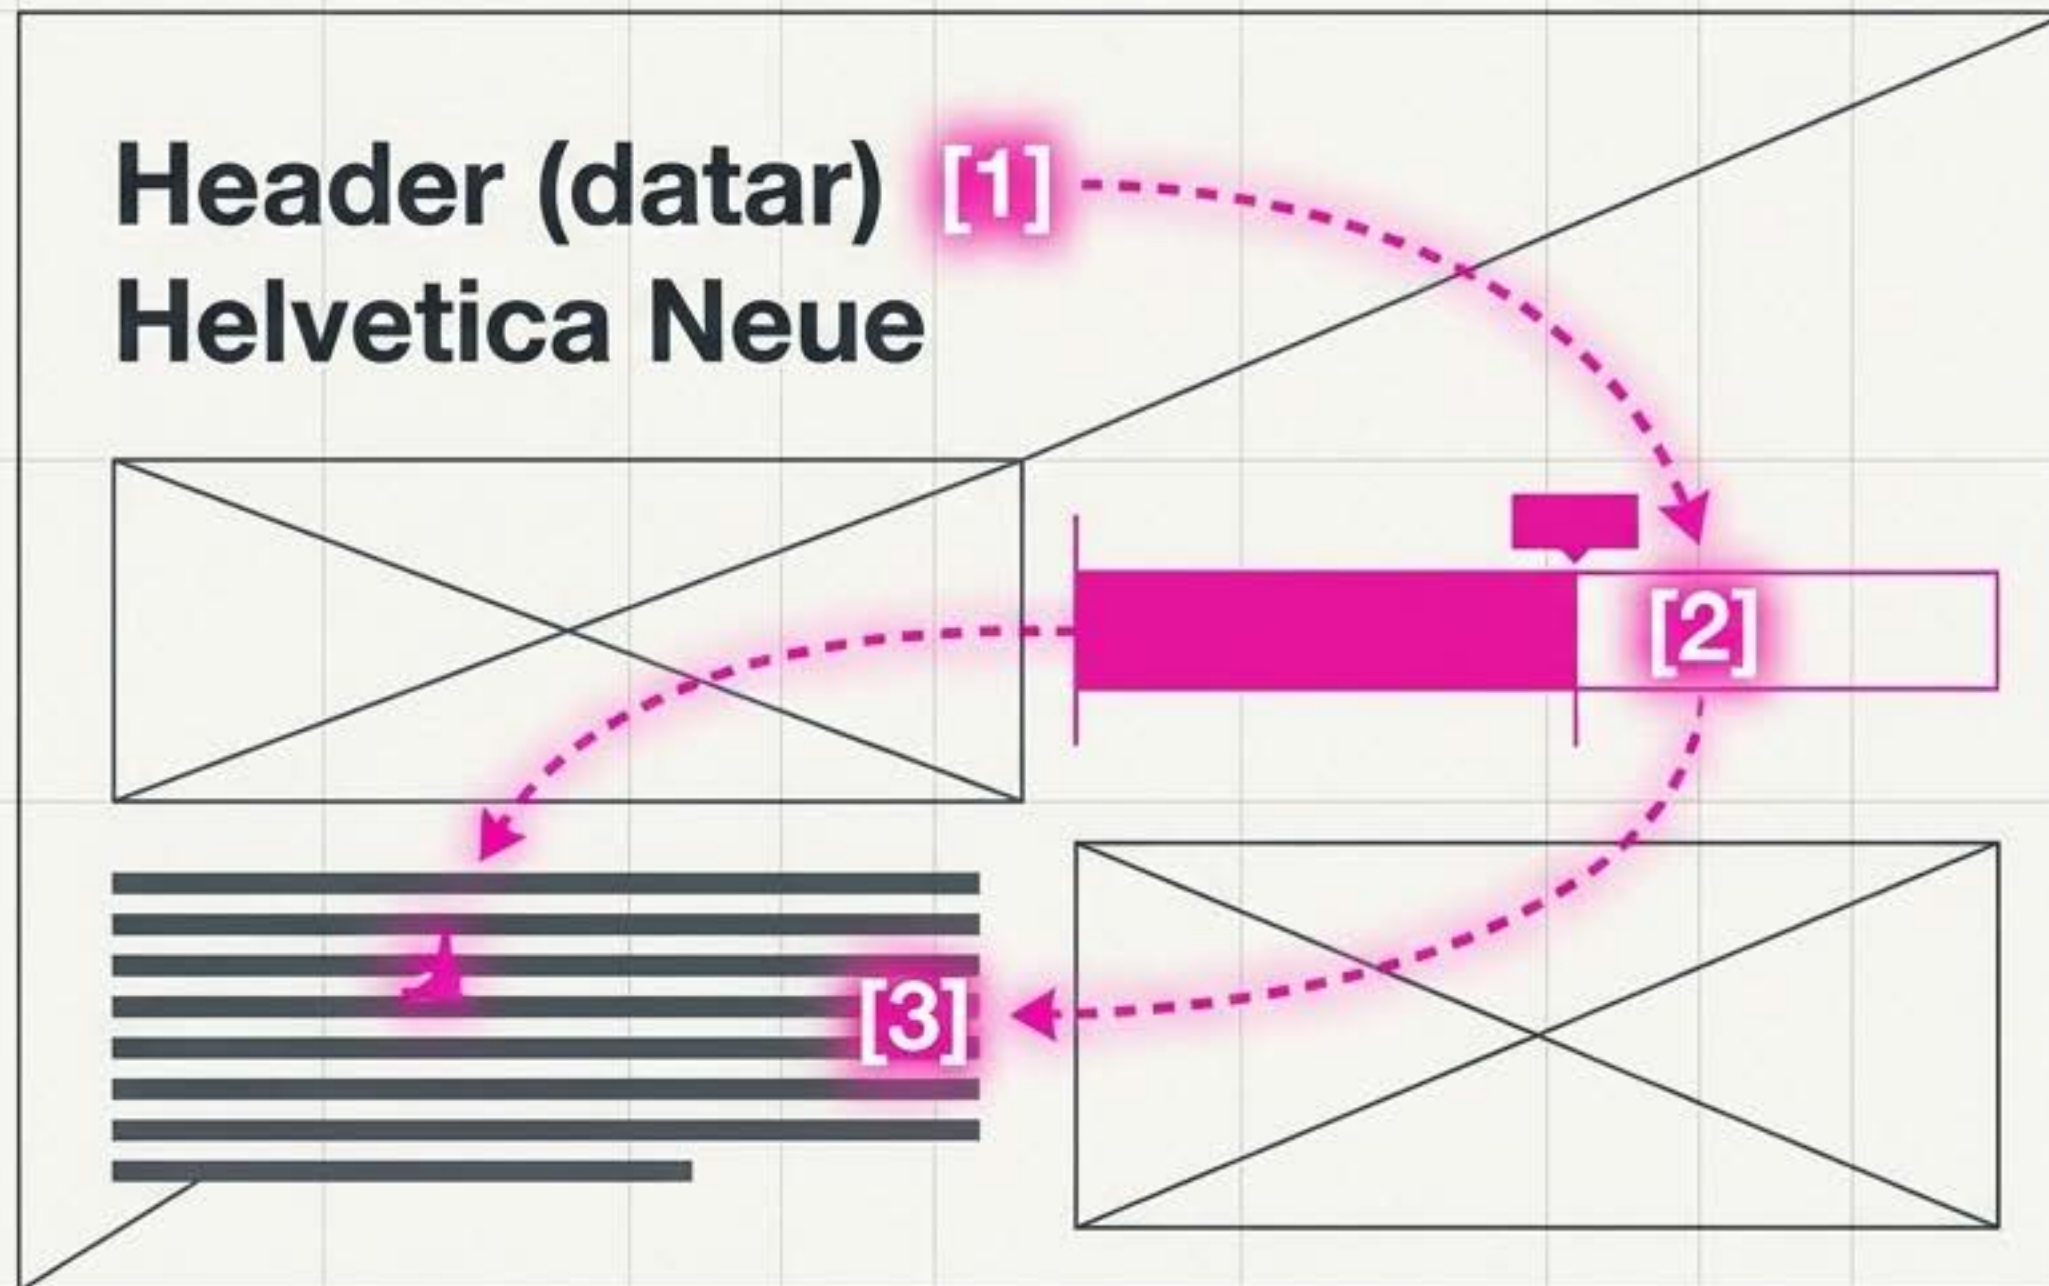 Header (datar) [1]
Helvetica Neue
[2]
[3]